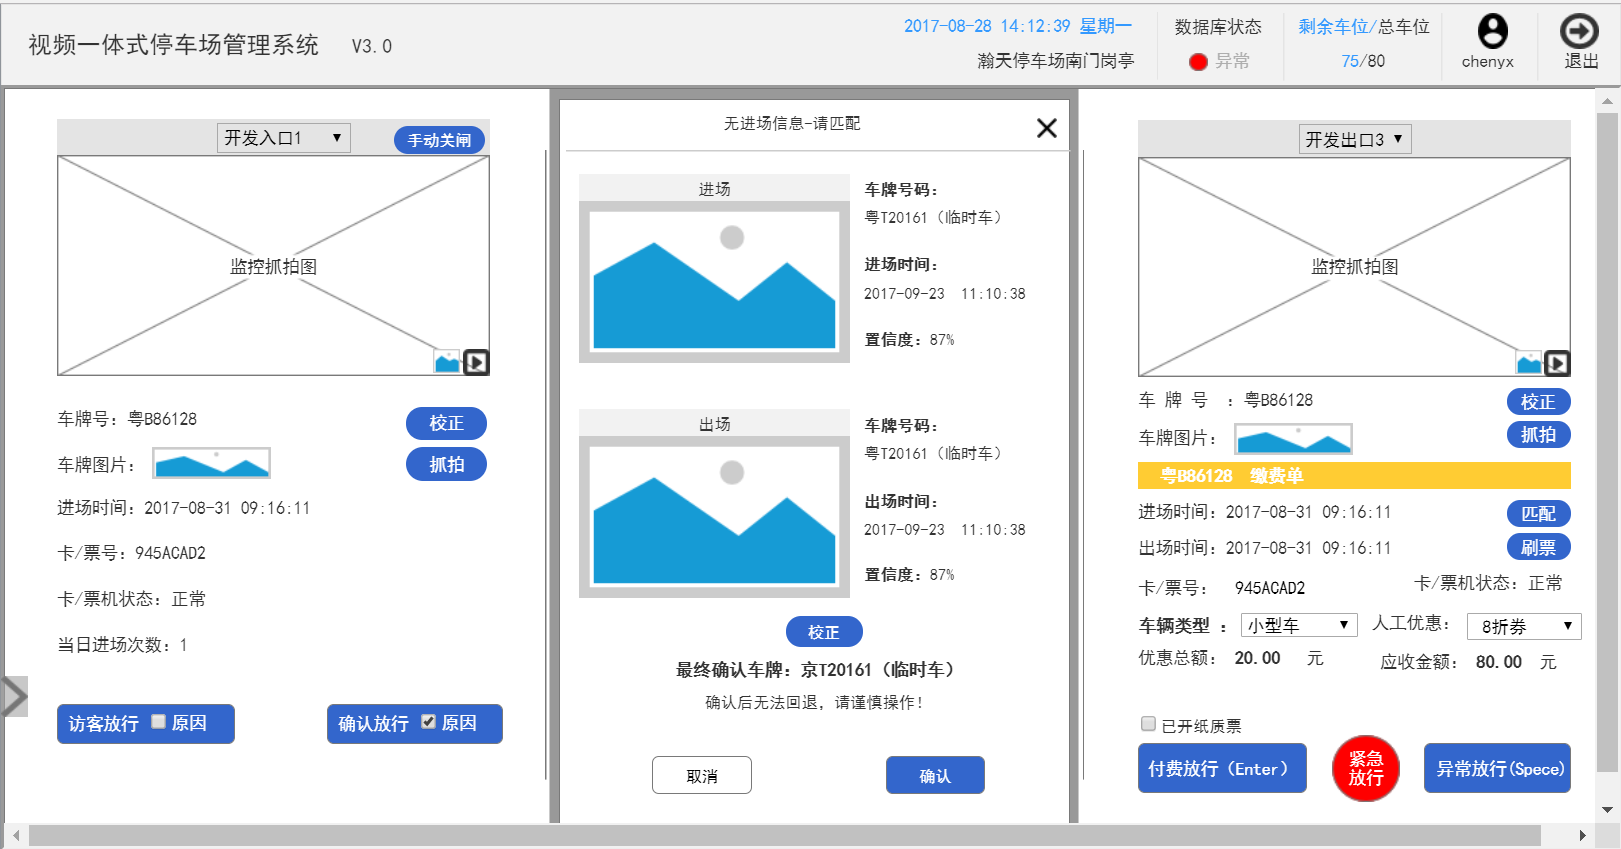 视频一体式停车场管理系统 V3.0
2017-08-28 14:12:39 星期一
瀚天停车场南门岗亭
数据库状态
异常
剩余车位/总车位
75/80
chenyx
退出
开发入口1
手动关闸
监控抓拍图
车牌号：粤B86128
校正
车牌图片：
抓拍
进场时间：2017-08-31 09:16:11
卡/票号：945ACAD2
卡/票机状态：正常
当日进场次数：1
访客放行 原因
确认放行 原因
无进场信息-请匹配
进场
车牌号码：
粤T20161（临时车）
进场时间：
2017-09-23 11:10:38
置信度：87%
出场
车牌号码：
粤T20161（临时车）
出场时间：
2017-09-23 11:10:38
置信度：87%
校正
最终确认车牌：京T20161（临时车）
确认后无法回退，请谨慎操作！
取消
确认
开发出口3
监控抓拍图
车 牌 号 ：粤B86128
校正
车牌图片：
抓拍
粤B86128 缴费单
进场时间：2017-08-31 09:16:11
匹配
出场时间：2017-08-31 09:16:11
刷票
卡/票号： 945ACAD2
卡/票机状态：正常
车辆类型 ： 小型车
人工优惠： 8折券
优惠总额： 20.00 元
应收金额： 80.00 元
已开纸质票
付费放行（Enter）
紧急
放行
异常放行(Spece)